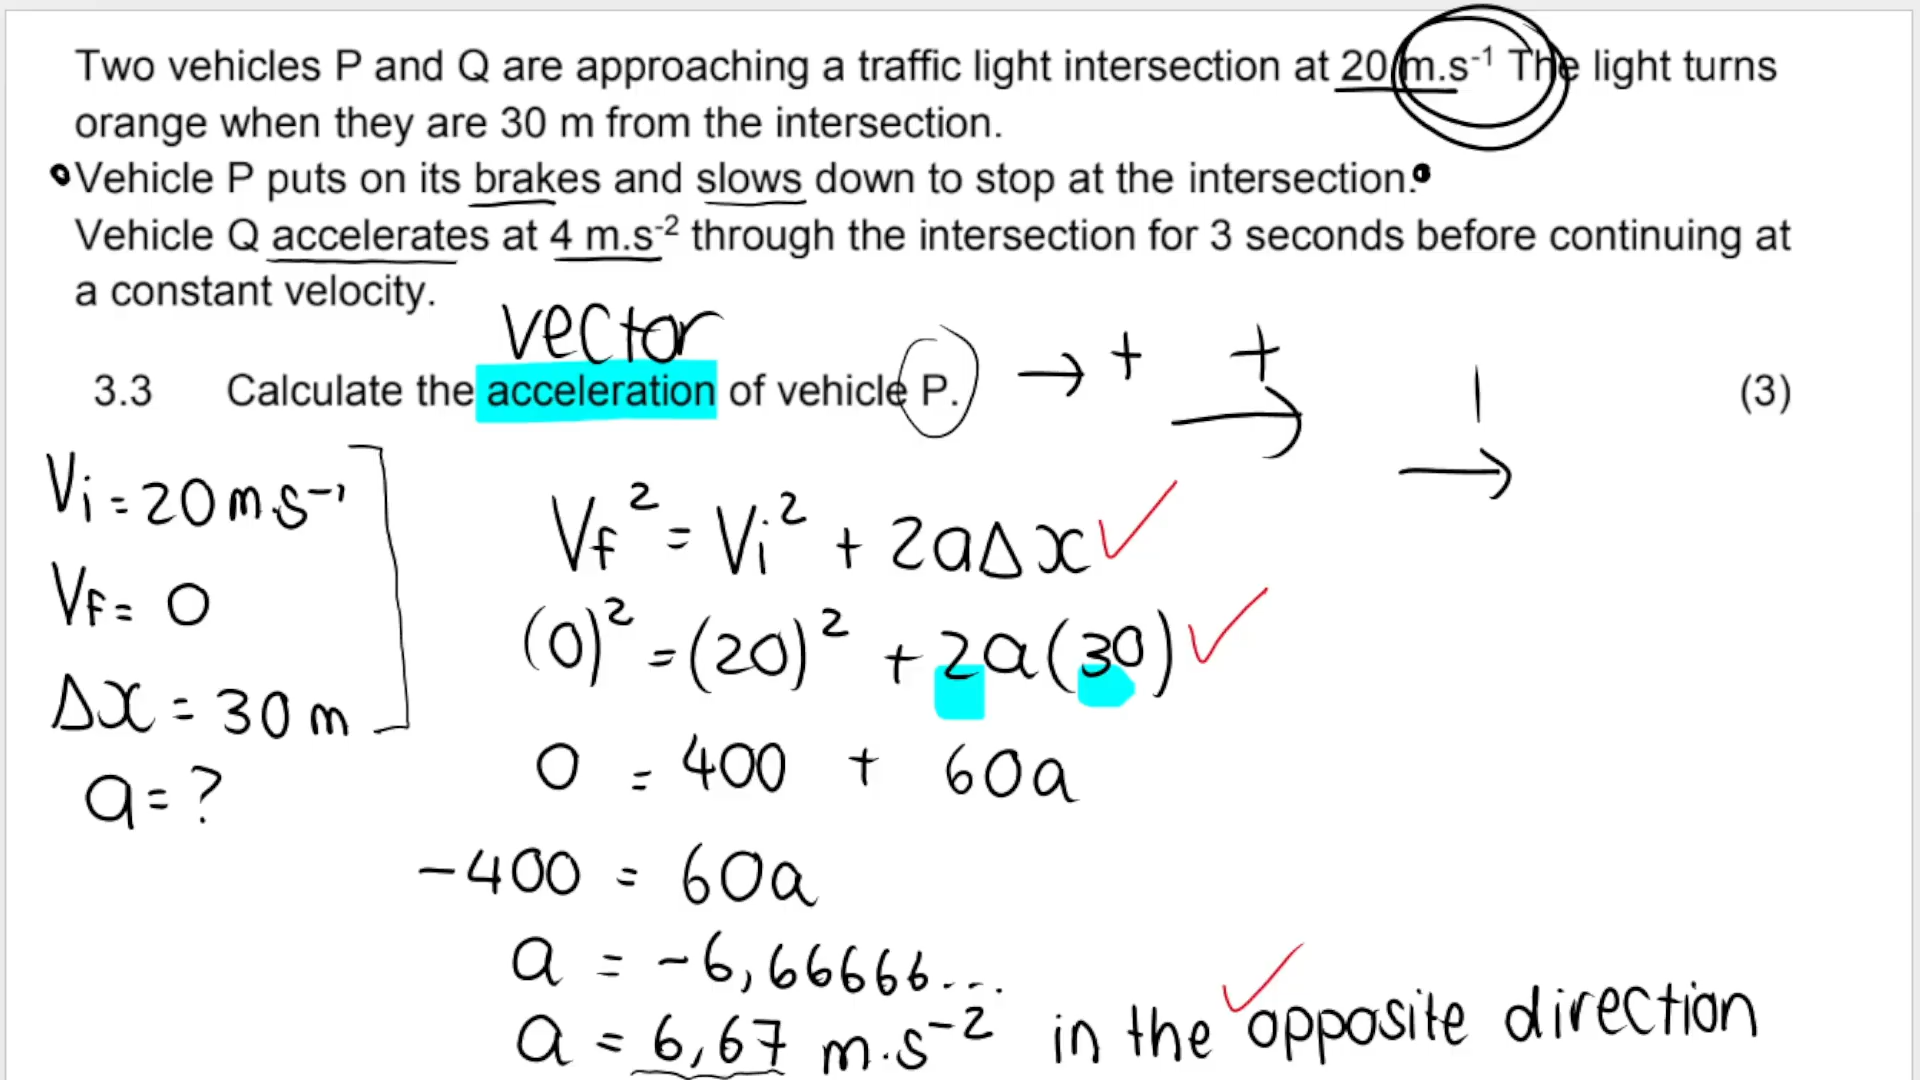 Two vehicles P and Q are approaching a traffic light intersection at 20 m.s⁻¹ The light turns
orange when they are 30 m from the intersection.
Vehicle P puts on its brakes and slows down to stop at the intersection.
Vehicle Q accelerates at 4 m.s⁻² through the intersection for 3 seconds before continuing at
a constant velocity.
vector
3.3 Calculate the acceleration of vehicle P. → + + → | → (3)
Vi = 20 m.s⁻¹
VF = 0
Δx = 30 m
a = ?
Vf² = Vi² + 2aΔx
(0)² = (20)² + 2a(30)
0 = 400 + 60a
-400 = 60a
a = -6,66666...
a = 6,67 m.s⁻² in the opposite direction